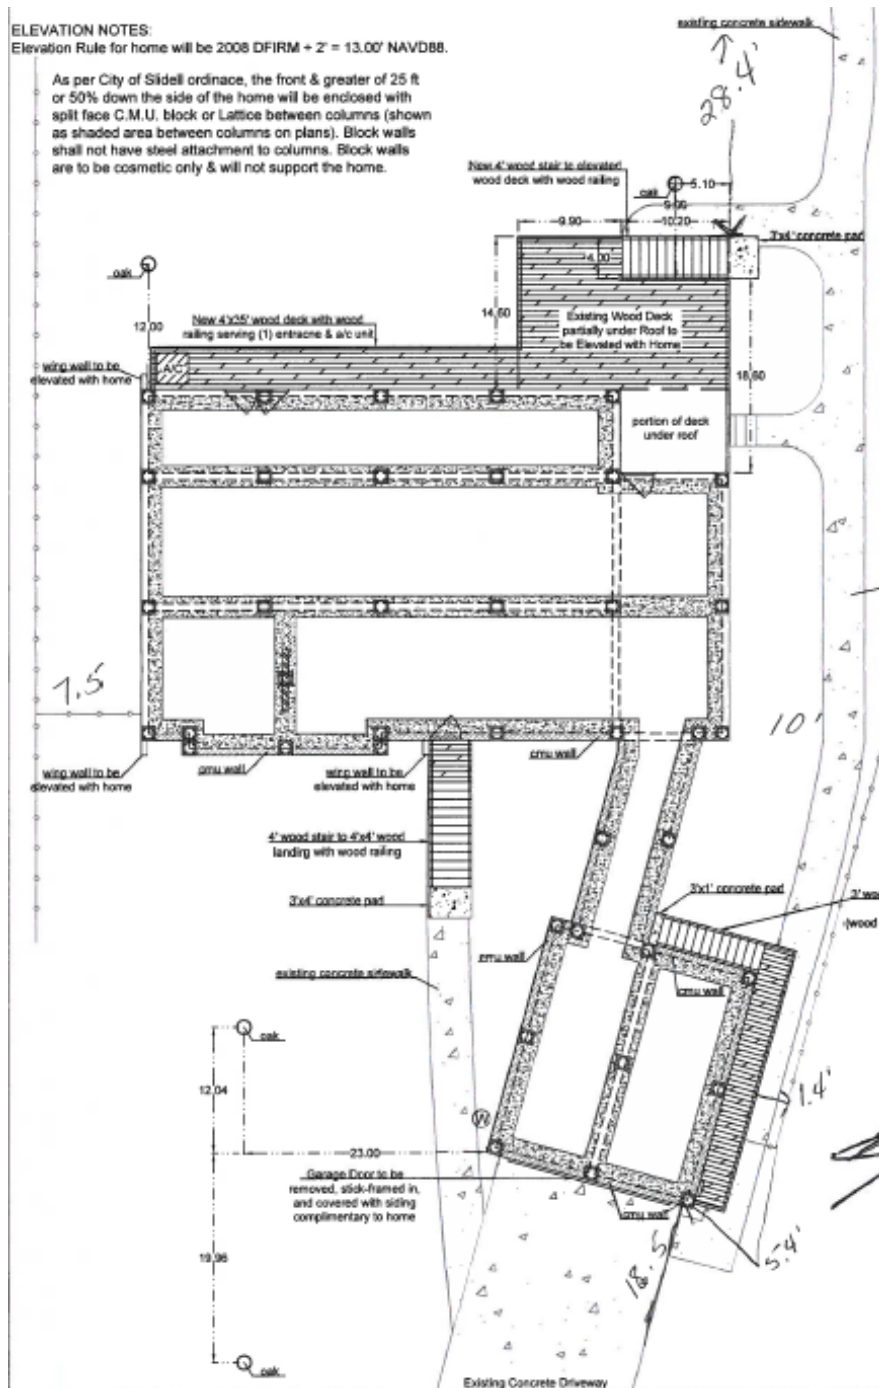 ELEVATION NOTES:
Elevation Rule for home will be 2008 DFIRM + 2' = 13.00' NAVD88.
As per City of Slidell ordinace, the front & greater of 25 ft
or 50% down the side of the home will be enclosed with
split face C.M.U. block or Lattice between columns (shown
as shaded area between columns on plans). Block walls
shall not have steel attachment to columns. Block walls
are to be cosmetic only & will not support the home.
existing concrete sidewalk
28.4'
New 4' wood stair to elevated
wood deck with wood railing
oak
5.10
9.90
10.20
3'x4' concrete pad
4.00
oak
12.00
New 4'x35' wood deck with wood
railing serving (1) entracne & a/c unit
14.60
Existing Wood Deck
partially under Roof to
be Elevated with Home
18.60
wing wall to be
elevated with home
A/C
portion of deck
under roof
7.5
10'
wing wall to be
elevated with home
cmu wall
wing wall to be
elevated with home
cmu wall
4' wood stair to 4'x4' wood
landing with wood railing
3'x4' concrete pad
3'x1' concrete pad
3' wo
(wood
cmu wall
cmu wall
existing concrete sidewalk
oak
12.04
1.4'
W
23.00
Garage Door to be
removed, stick-framed in,
and covered with siding
complimentary to home
cmu wall
18.5
5.4'
19.96
oak
Existing Concrete Driveway